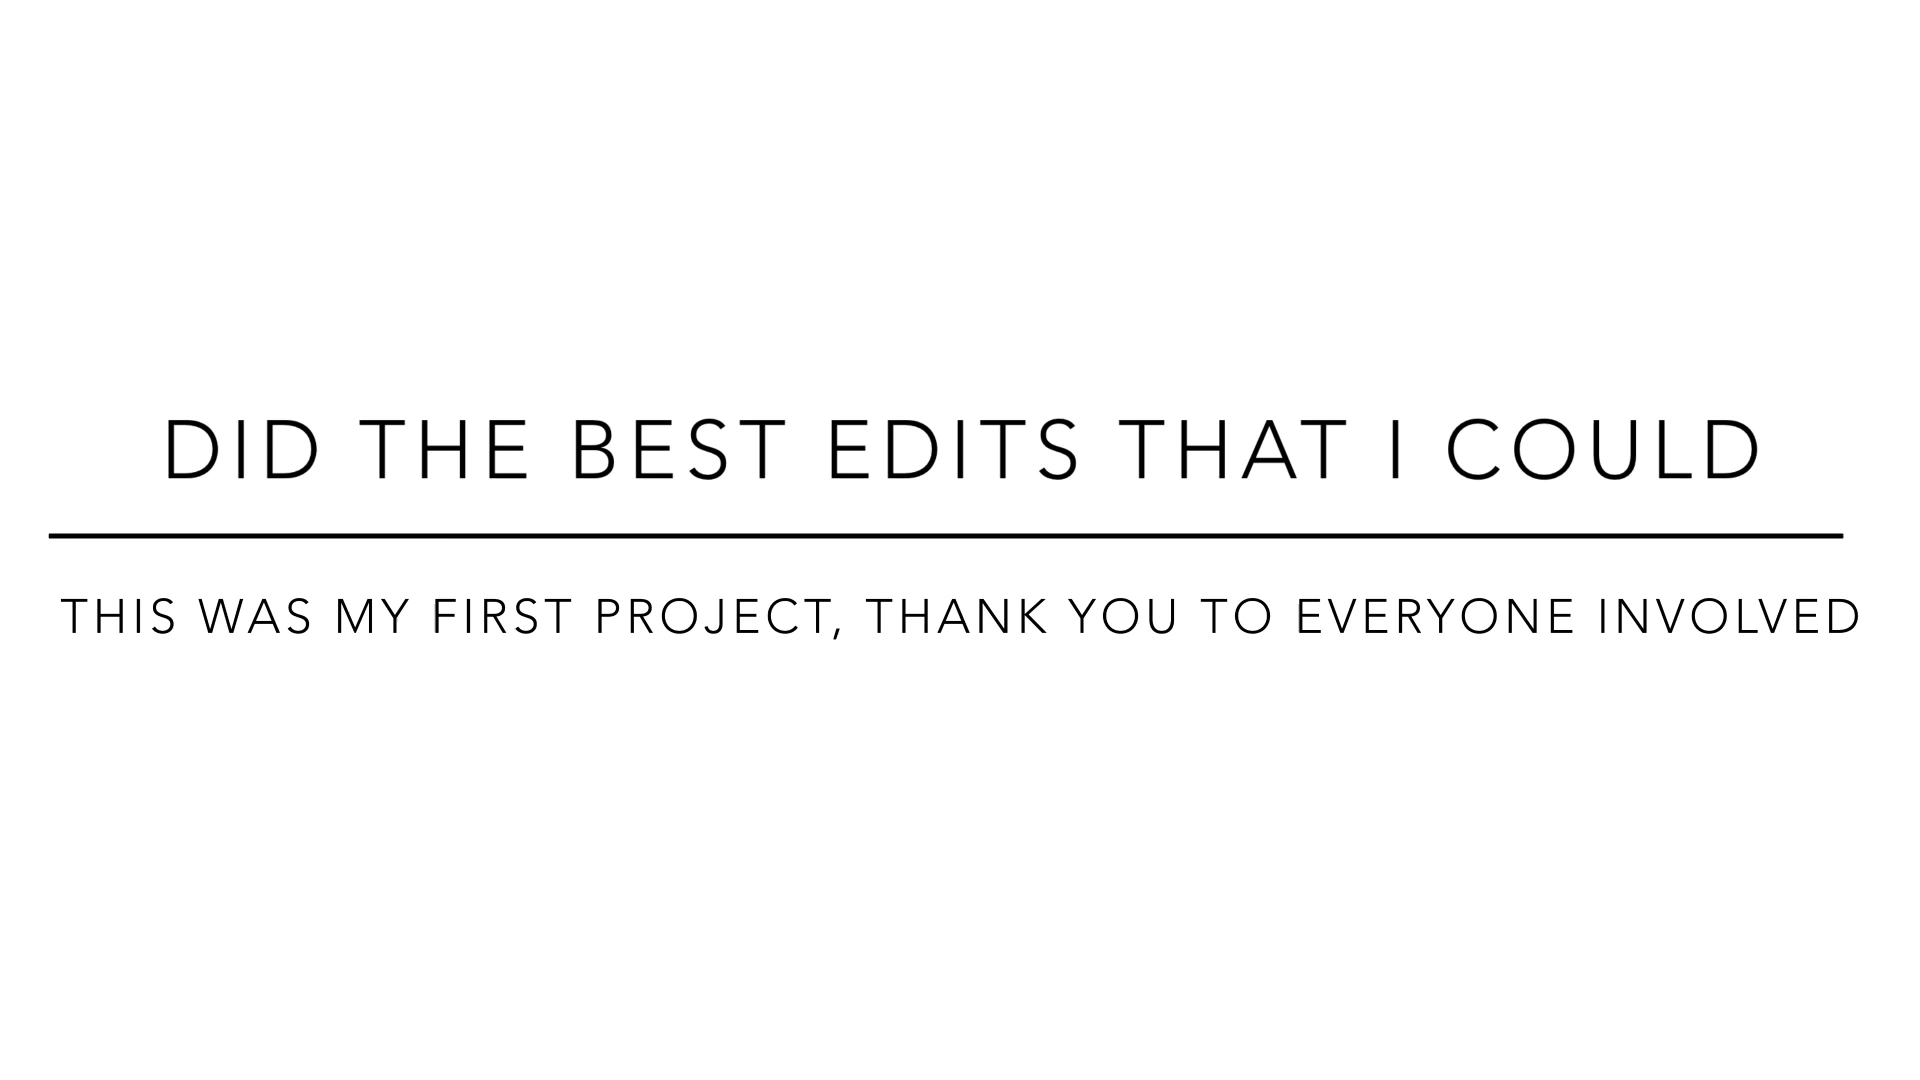 DID THE BEST EDITS THAT I COULD
THIS WAS MY FIRST PROJECT, THANK YOU TO EVERYONE INVOLVED